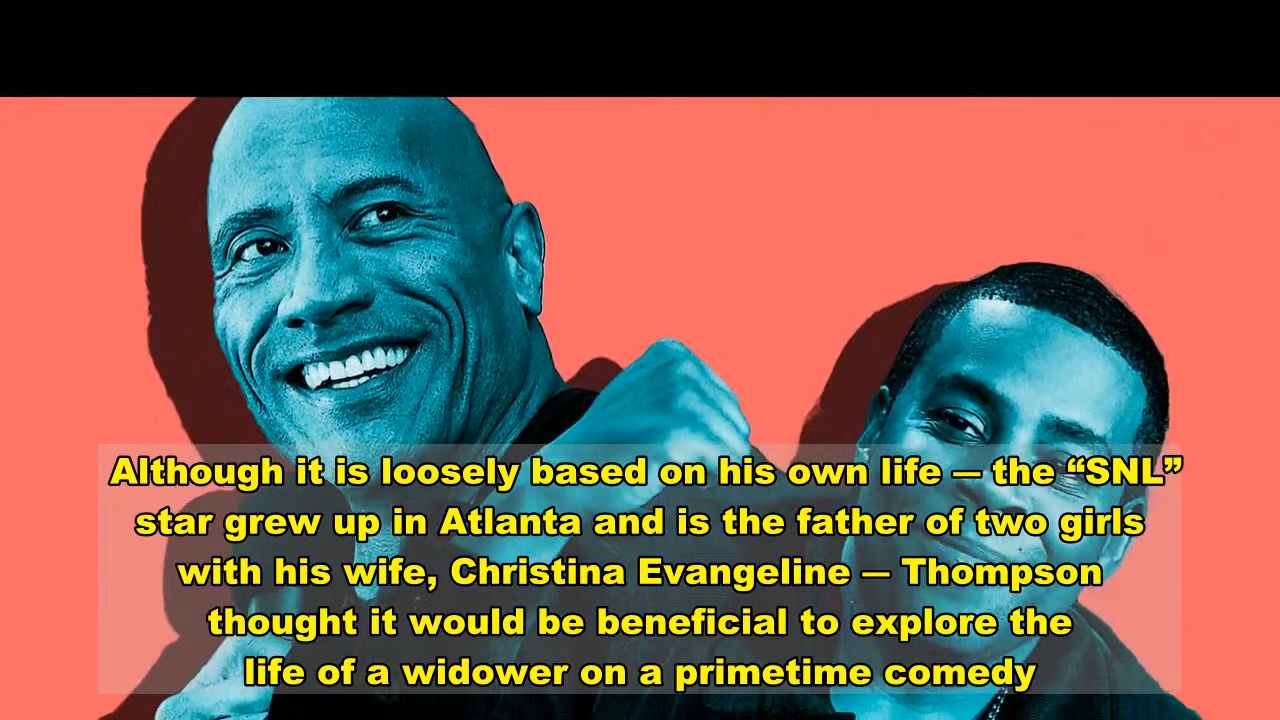 Although it is loosely based on his own life — the “SNL”
star grew up in Atlanta and is the father of two girls
with his wife, Christina Evangeline — Thompson
thought it would be beneficial to explore the
life of a widower on a primetime comedy